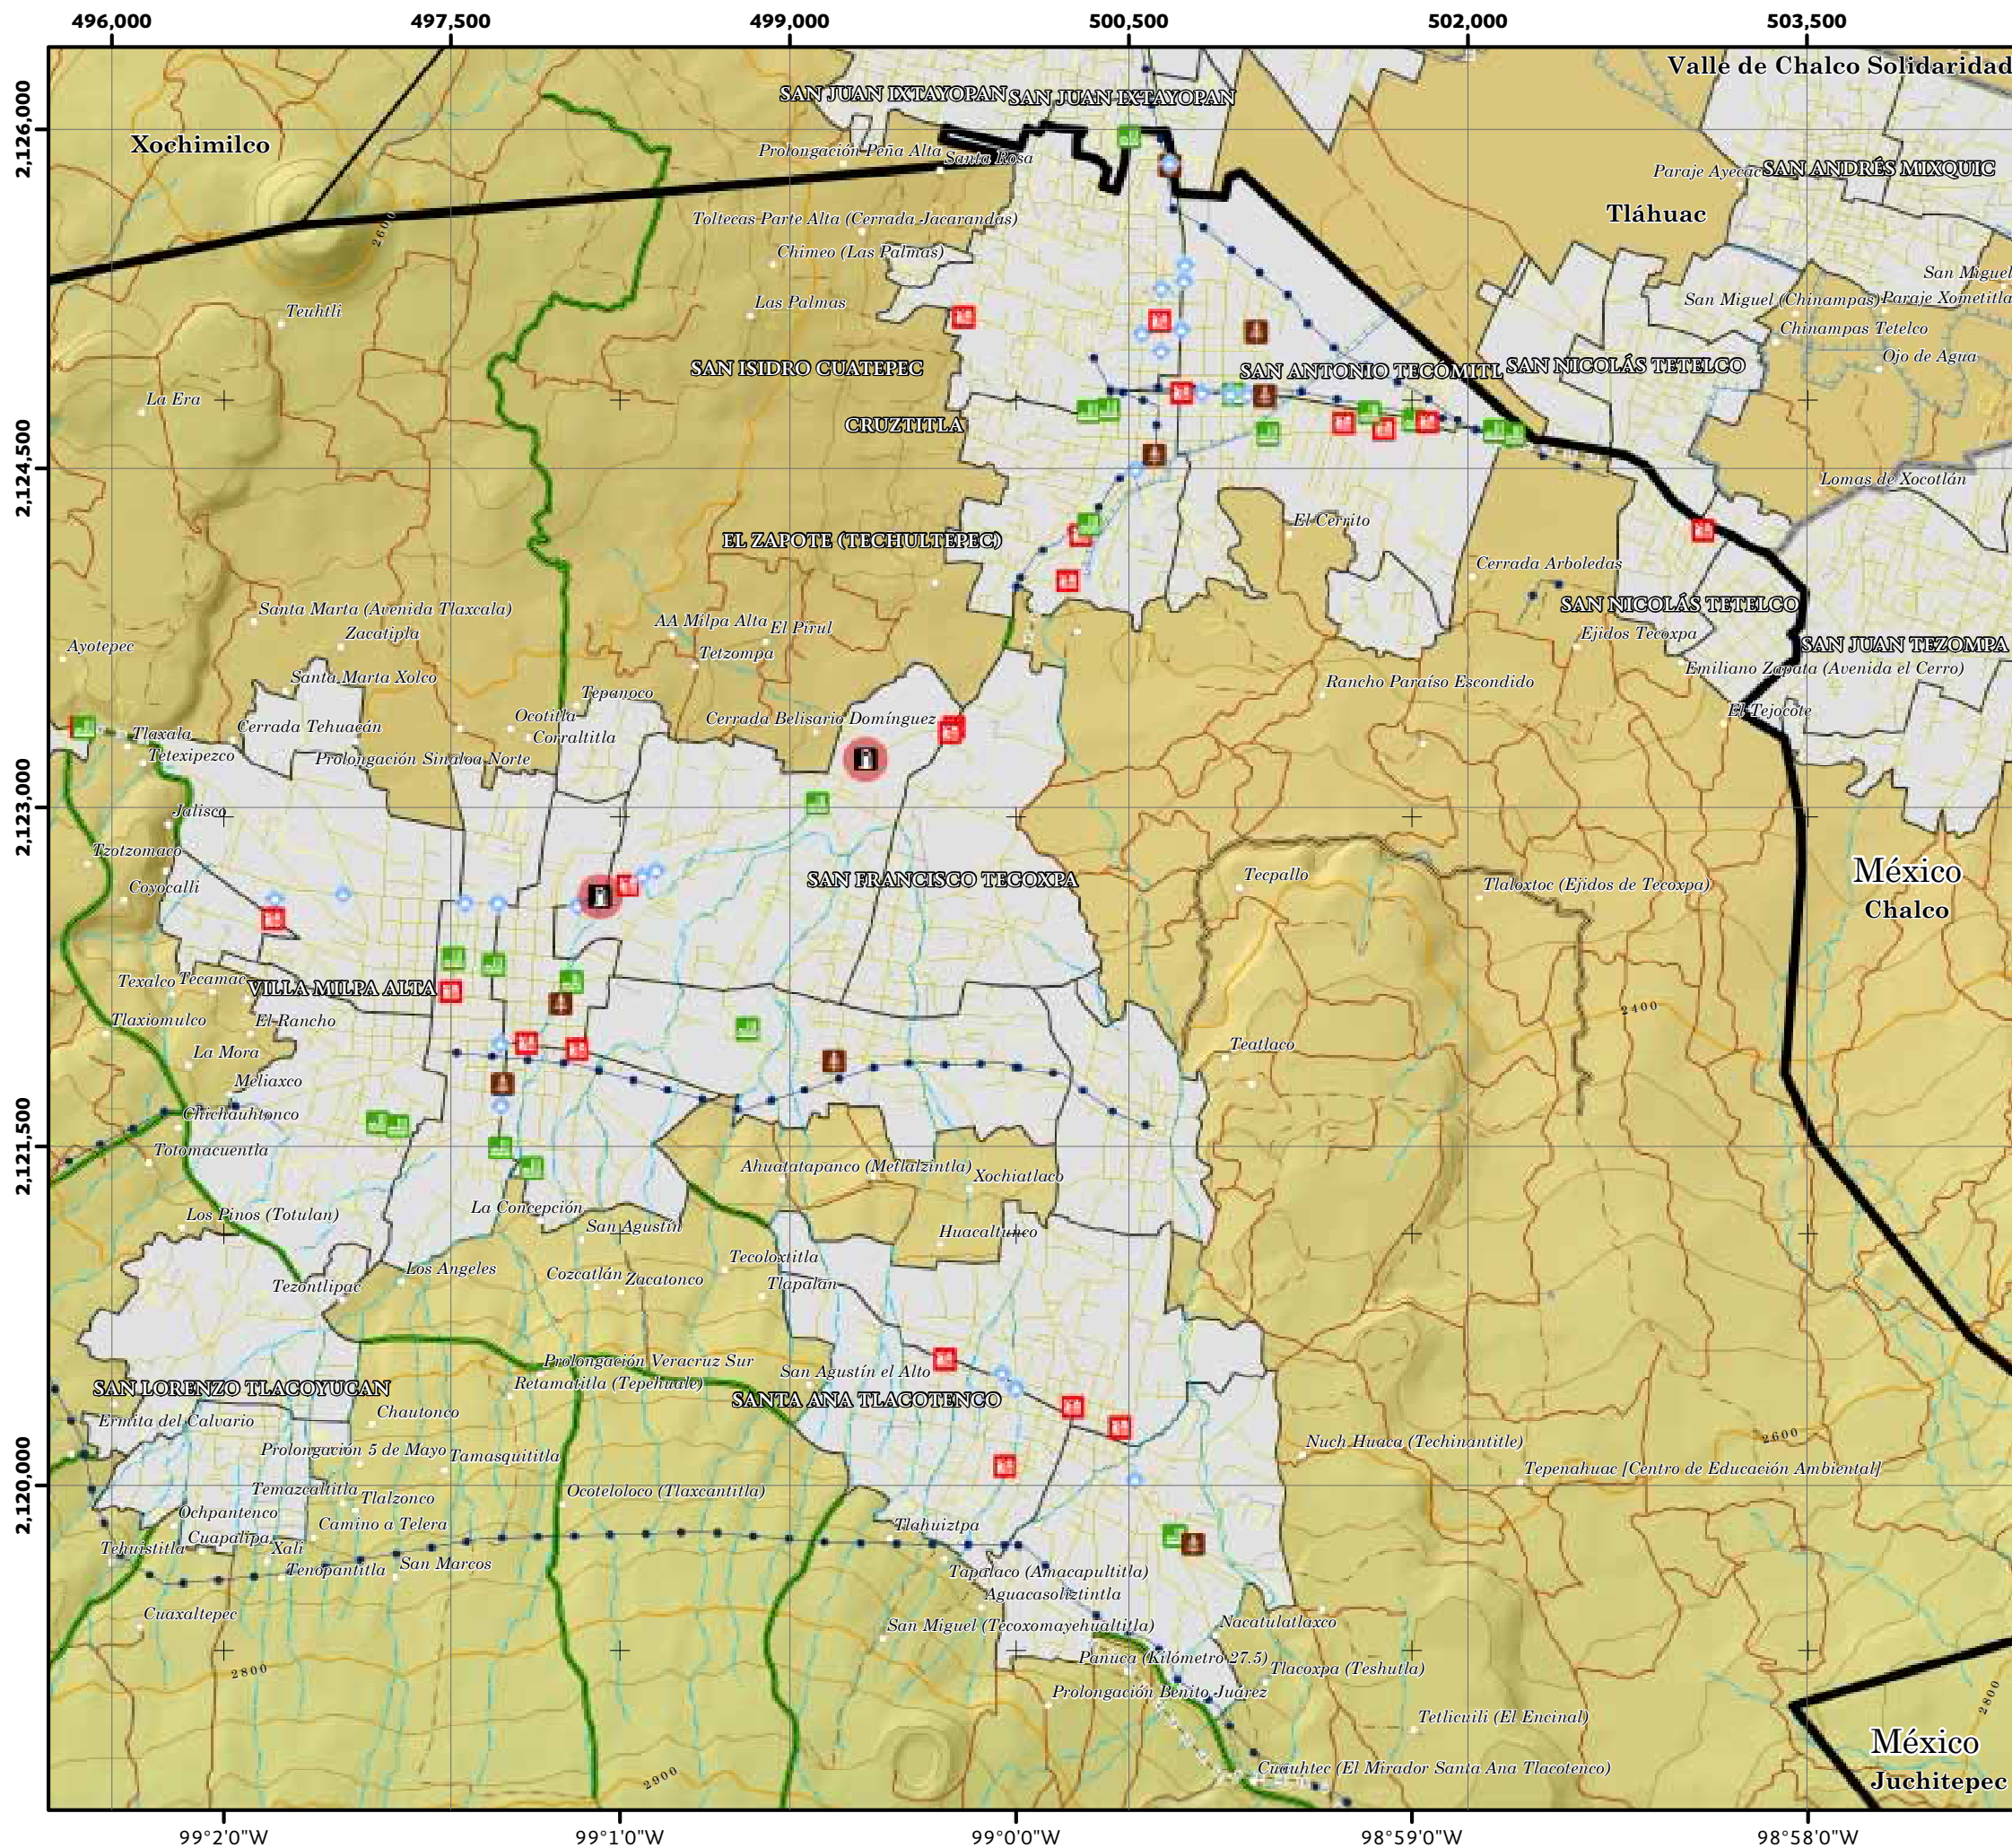 496,000 497,500 499,000 500,500 502,000 503,500
Valle de Chalco Solidaridad
SAN JUAN IXTAYOPAN
SAN JUAN IXTAYOPAN
2,126,000
Xochimilco
Prolongación Peña Alta
Santa Rosa
Paraje Ayecac
SAN ANDRÉS MIXQUIC
Tláhuac
2600
Toltecas Parte Alta (Cerrada Jacarandas)
Chimeo (Las Palmas)
San Miguel
Las Palmas
San Miguel (Chinampas)
Paraje Xometitla
Teuhtli
Chinampas Tetelco
Ojo de Agua
SAN ISIDRO CUATEPEC
SAN ANTONIO TECÓMITL
SAN NICOLÁS TETELCO
La Era
CRUZTITLA
2,124,500
Lomas de Xocotlán
El Cerrito
EL ZAPOTE (TECHULTEPEC)
Cerrada Arboledas
SAN NICOLÁS TETELCO
Santa Marta (Avenida Tlaxcala)
AA Milpa Alta
El Pirul
Zacatipla
Ejidos Tecoxpa
Ayotepec
SAN JUAN TEZOMPA
Tetzompa
Emiliano Zapata (Avenida el Cerro)
Santa Marta Xolco
Rancho Paraíso Escondido
Tepanoco
Ocotitla
Cerrada Belisario Domínguez
El Tejocote
Cerrada Tehuacán
Tlaxala
Corraltitla
Tetexipezco
Prolongación Sinaloa Norte
2,123,000
Jalisco
Tzotzomaco
México
Chalco
Coyocalli
SAN FRANCISCO TECOXPA
Tecpallo
Tlaloxtoc (Ejidos de Tecoxpa)
Texalco
Tecamac
VILLA MILPA ALTA
2400
Tlaxiomulco
El Rancho
La Mora
Teatlaco
Meliaxco
Chichauhtonco
2,121,500
Totomacuentla
Ahuatatapanco (Metlalzintla)
Xochiatlaco
La Concepción
Los Pinos (Totulan)
San Agustín
Huacaltunco
Tecoloxtitla
Los Angeles
Cozcatlán
Zacatonco
Tlapalan
Tezontlipac
Prolongación Veracruz Sur
San Agustín el Alto
Retamatitla (Tepehuale)
SAN LORENZO TLACOYUCAN
SANTA ANA TLACOTENCO
Chautonco
Ermita del Calvario
2600
Nuch Huaca (Techinantitle)
Prolongación 5 de Mayo
Tamasquititla
Tepenahuac [Centro de Educación Ambiental]
2,120,000
Temazcaltitla
Tlalzonco
Ocoteloloco (Tlaxcantitla)
Ochpantenco
Camino a Telera
Tlahuiztpa
Cuapalipa
Tehuistitla
Xali
San Marcos
Tenopantitla
Tapalaco (Amacapultitla)
Aguacasoliztintla
Cuaxaltepec
San Miguel (Tecoxomayehualtitla)
Nacatulatlaxco
Panuca (Kilómetro 27.5)
2800
Tlacoxpa (Teshutla)
Prolongación Benito Juárez
2800
Tetlicuili (El Encinal)
México
Juchitepec
2900
Cuauhtec (El Mirador Santa Ana Tlacotenco)
99°2'0"W 99°1'0"W 99°0'0"W 98°59'0"W 98°58'0"W